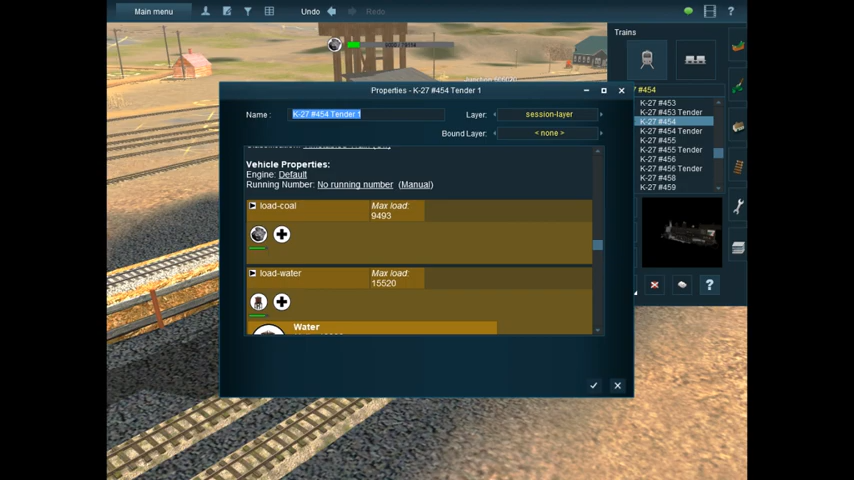 Main menu
Undo
Redo
Trains
#454
K-27 #453
K-27 #453 Tender
K-27 #454
K-27 #454 Tender
K-27 #455
K-27 #455 Tender
K-27 #456
K-27 #456 Tender
K-27 #458
K-27 #459
Properties - K-27 #454 Tender 1
Name :
K-27 #454 Tender 1
Layer:
session-layer
Bound Layer:
< none >
Vehicle Properties:
Engine: Default
Running Number: No running number (Manual)
load-coal
Max load:
9493
load-water
Max load:
15520
Water